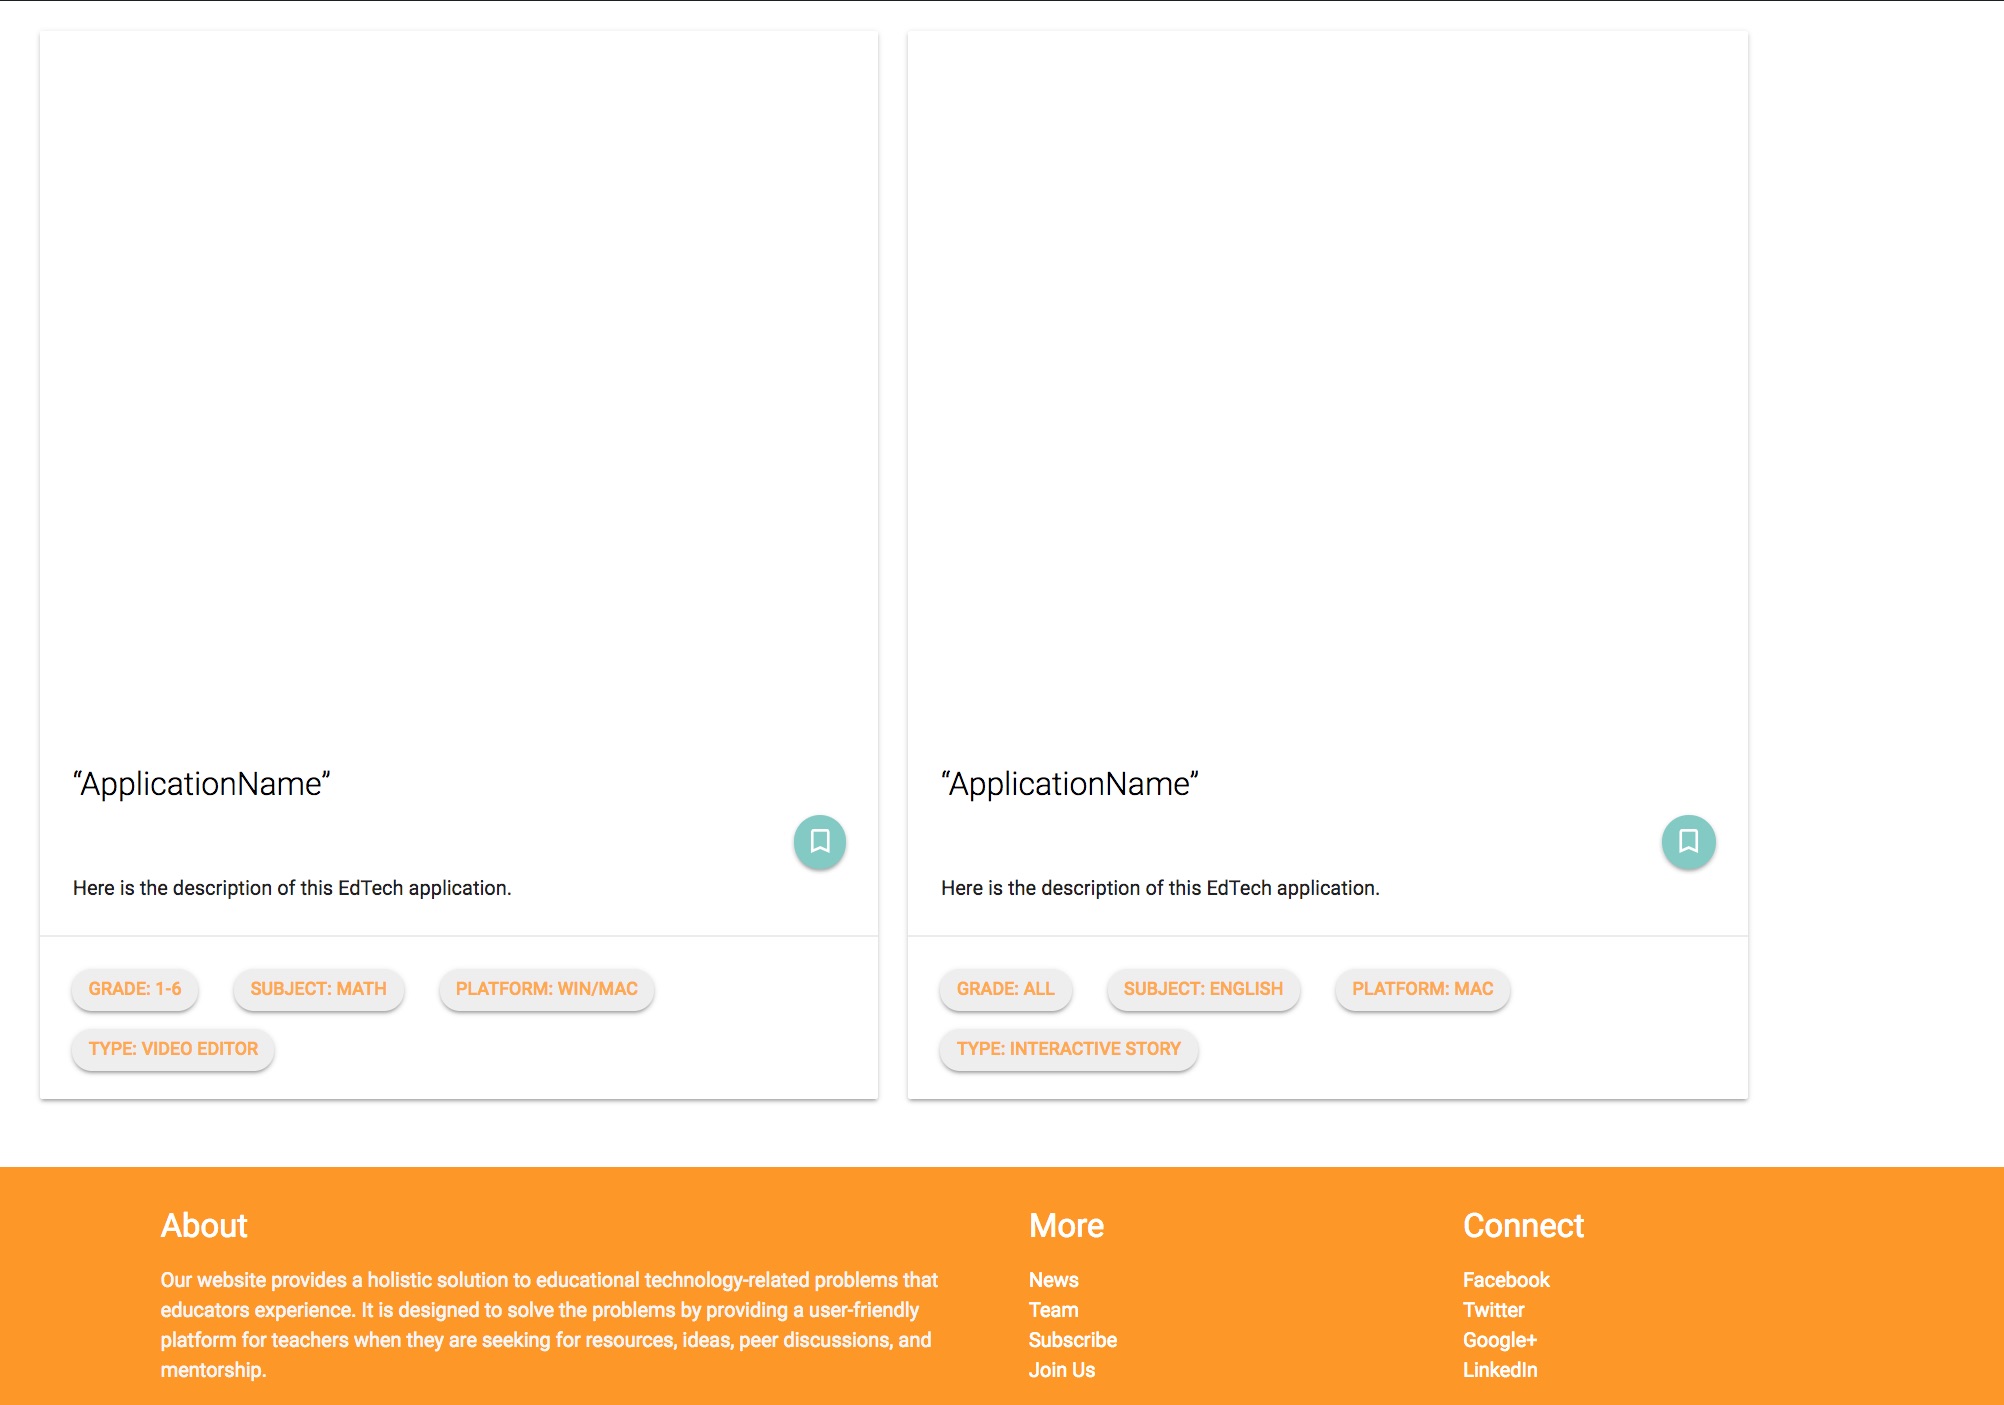 “ApplicationName”
Here is the description of this EdTech application.
GRADE: 1-6
SUBJECT: MATH
PLATFORM: WIN/MAC
TYPE: VIDEO EDITOR
“ApplicationName”
Here is the description of this EdTech application.
GRADE: ALL
SUBJECT: ENGLISH
PLATFORM: MAC
TYPE: INTERACTIVE STORY
About
Our website provides a holistic solution to educational technology-related problems that
educators experience. It is designed to solve the problems by providing a user-friendly
platform for teachers when they are seeking for resources, ideas, peer discussions, and
mentorship.
More
News
Team
Subscribe
Join Us
Connect
Facebook
Twitter
Google+
LinkedIn